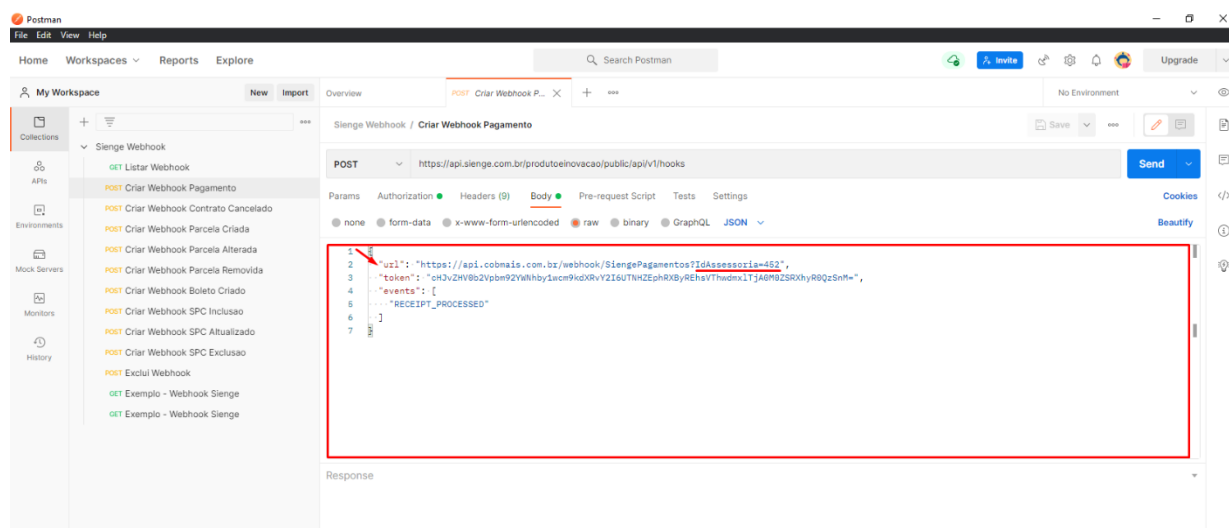 Postman
File Edit View Help
Home Workspaces Reports Explore
Search Postman
Invite
Upgrade
My Workspace
New Import
Overview
POST Criar Webhook P...
No Environment
Collections
APIs
Environments
Mock Servers
Monitors
History
Sienge Webhook
GET Listar Webhook
POST Criar Webhook Pagamento
POST Criar Webhook Contrato Cancelado
POST Criar Webhook Parcela Criada
POST Criar Webhook Parcela Alterada
POST Criar Webhook Parcela Removida
POST Criar Webhook Boleto Criado
POST Criar Webhook SPC Inclusao
POST Criar Webhook SPC Altualizado
POST Criar Webhook SPC Exclusao
POST Exclui Webhook
GET Exemplo - Webhook Sienge
GET Exemplo - Webhook Sienge
Sienge Webhook / Criar Webhook Pagamento
Save
POST https://api.sienge.com.br/produtoeinovacao/public/api/v1/hooks
Send
Params Authorization Headers (9) Body Pre-request Script Tests Settings
Cookies
none form-data x-www-form-urlencoded raw binary GraphQL JSON
Beautify
1 {
2 "url": "https://api.cobmais.com.br/webhook/SiengePagamentos?IdAssessoria=452",
3 "token":
4 "events": [
5 "RECEIPT_PROCESSED"
6 ]
7 }
Response